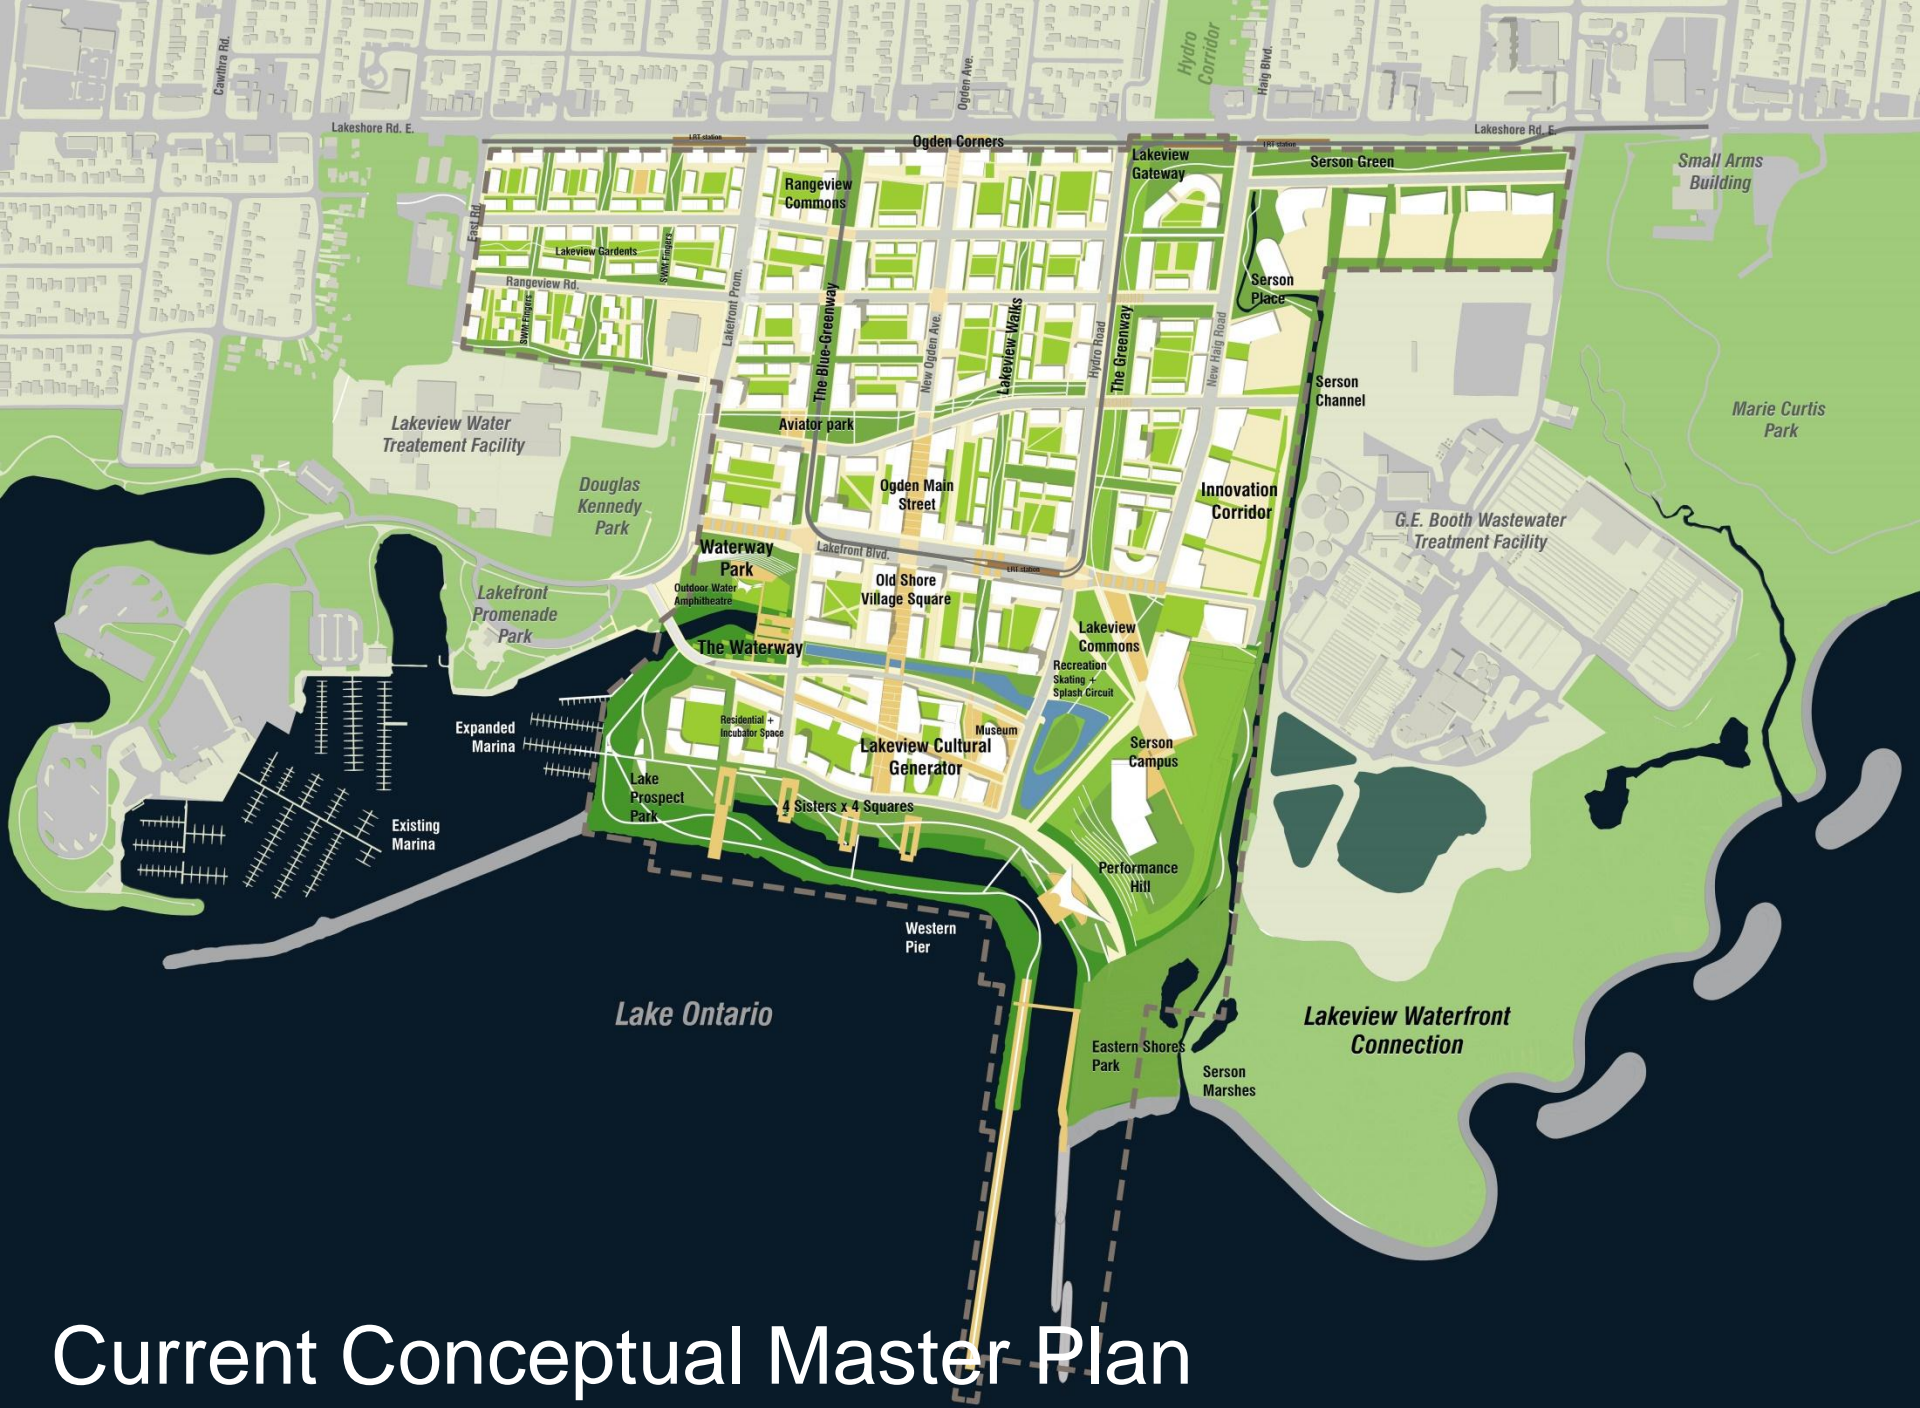 Cawthra Rd.
Ogden Ave.
Hydro
Corridor
Haig Blvd.
Lakeshore Rd. E.
LRT station
Ogden Corners
LRT station
Lakeshore Rd. E.
Lakeview
Gateway
Serson Green
Small Arms
Building
Rangeview
Commons
East Rd.
Lakeview Gardents
SWM Fingers
Rangeview Rd.
SWM Fingers
Lakefront Prom.
The Blue-Greenway
New Ogden Ave.
Lakeview Walks
Hydro Road
The Greenway
New Haig Road
Serson
Place
Serson
Channel
Marie Curtis
Park
Lakeview Water
Treatement Facility
Aviator park
Douglas
Kennedy
Park
Ogden Main
Street
Innovation
Corridor
G.E. Booth Wastewater
Treatment Facility
Waterway
Park
Lakefront Blvd.
LRT station
Outdoor Water
Amphitheatre
Old Shore
Village Square
Lakefront
Promenade
Park
The Waterway
Lakeview
Commons
Recreation
Skating +
Splash Circuit
Expanded
Marina
Residential +
Incubator Space
Museum
Lakeview Cultural
Generator
Serson
Campus
Lake
Prospect
Park
4 Sisters x 4 Squares
Existing
Marina
Performance
Hill
Western
Pier
Lake Ontario
Lakeview Waterfront
Connection
Eastern Shores
Park
Serson
Marshes
Current Conceptual Master Plan